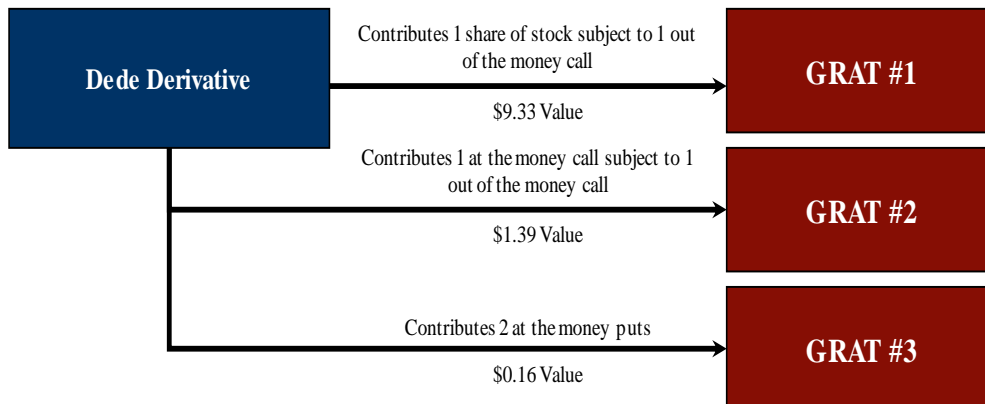 Dede Derivative
Contributes 1 share of stock subject to 1 out
of the money call
$9.33 Value
GRAT #1
Contributes 1 at the money call subject to 1
out of the money call
$1.39 Value
GRAT #2
Contributes 2 at the money puts
$0.16 Value
GRAT #3